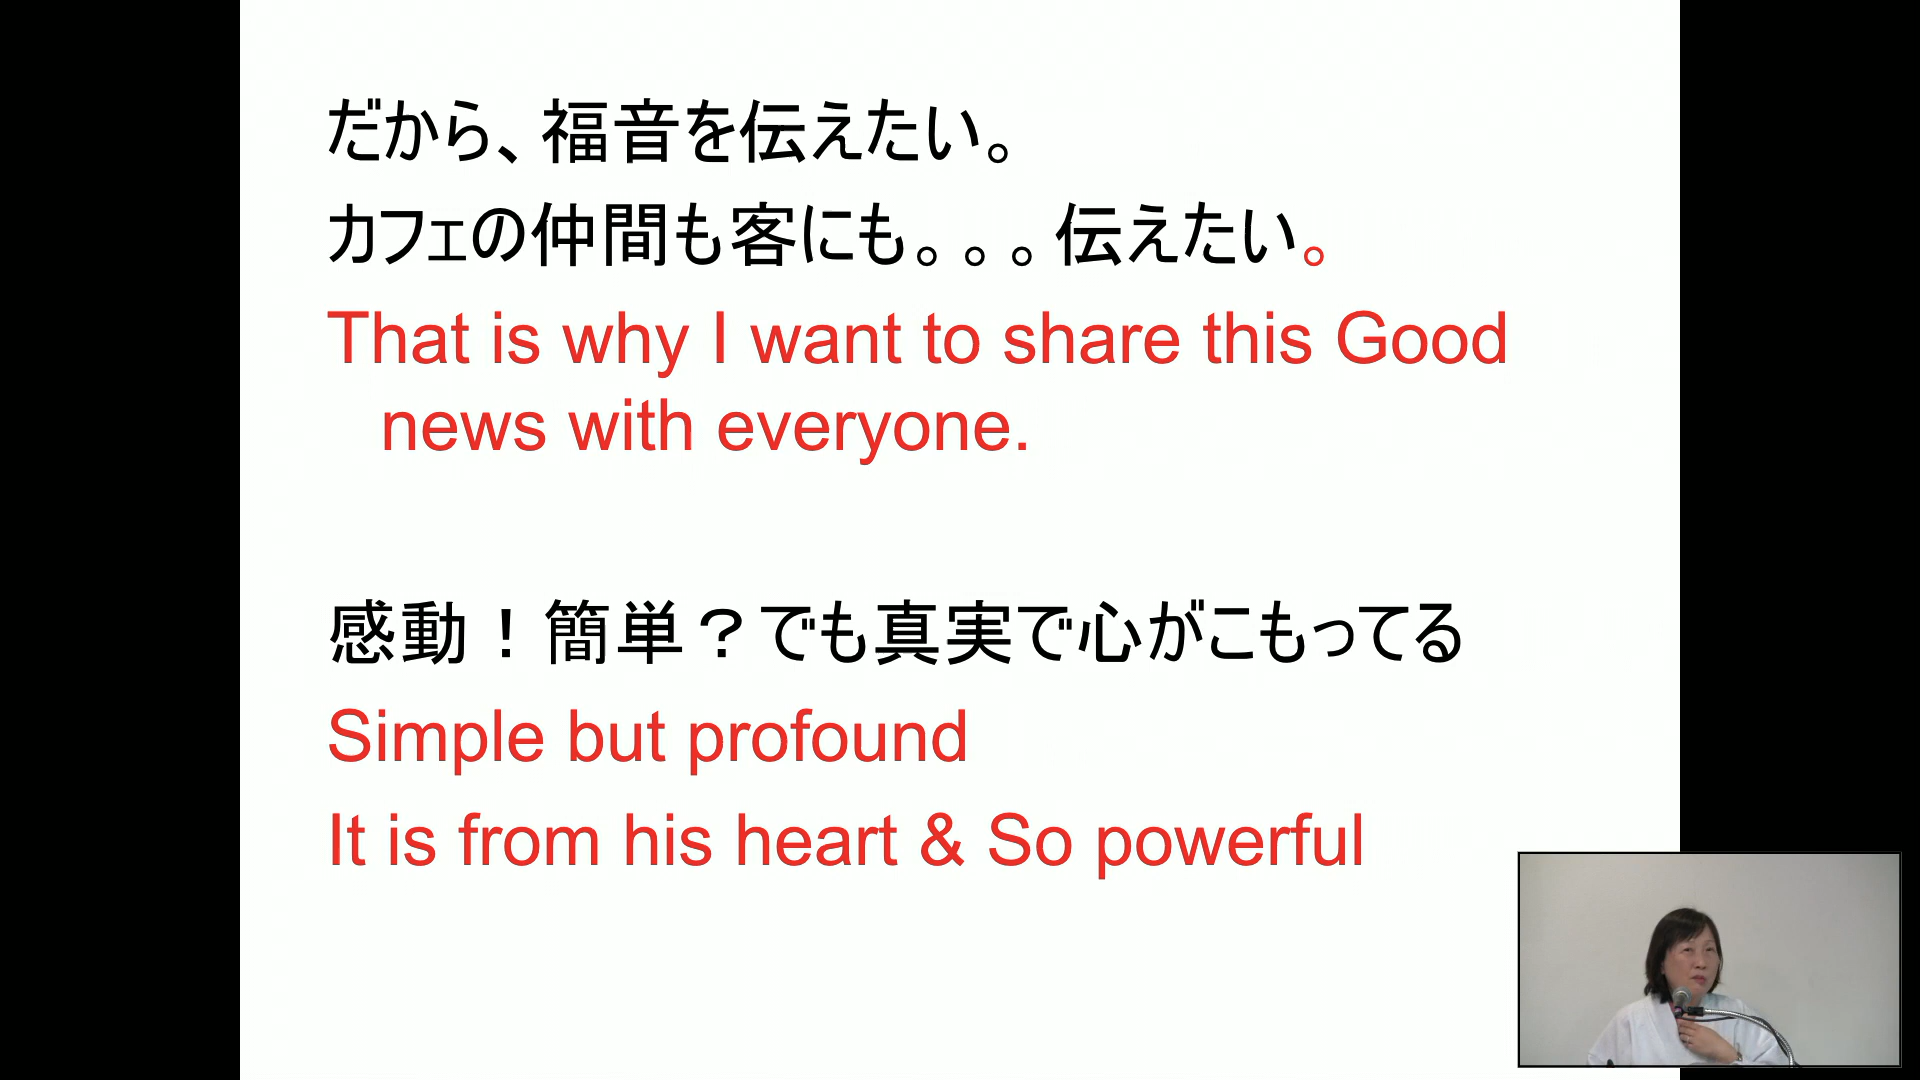 だから、福音を伝えたい。
カフェの仲間も客にも。。。伝えたい。
That is why I want to share this Good
news with everyone.
感動！簡単？でも真実で心がこもってる
Simple but profound
It is from his heart & So powerful